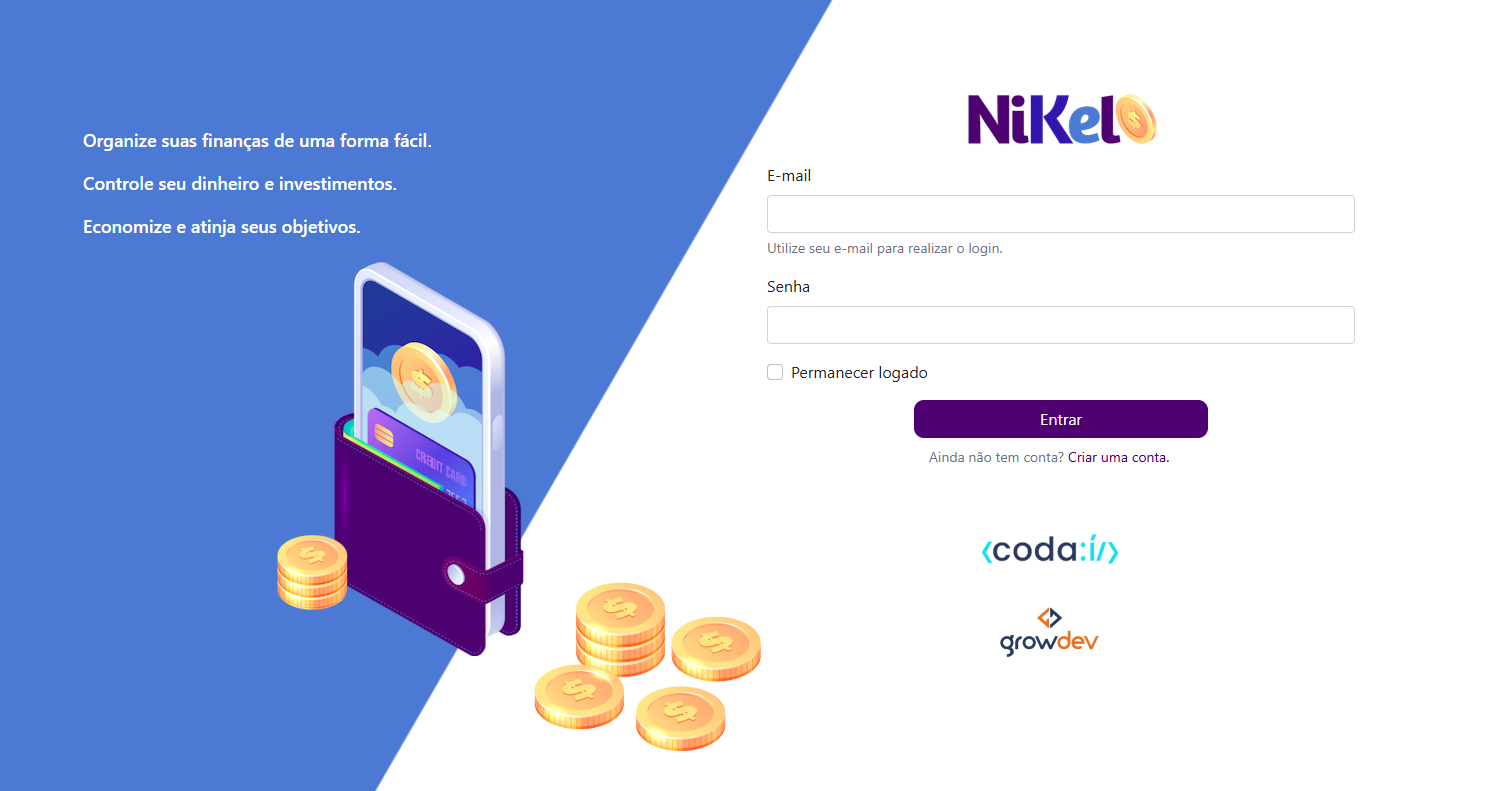 Organize suas finanças de uma forma fácil.
Controle seu dinheiro e investimentos.
Economize e atinja seus objetivos.
CREDIT CARD
NiKelo
E-mail
Utilize seu e-mail para realizar o login.
Senha
Permanecer logado
Entrar
Ainda não tem conta? Criar uma conta.
<coda:i/>
growdev